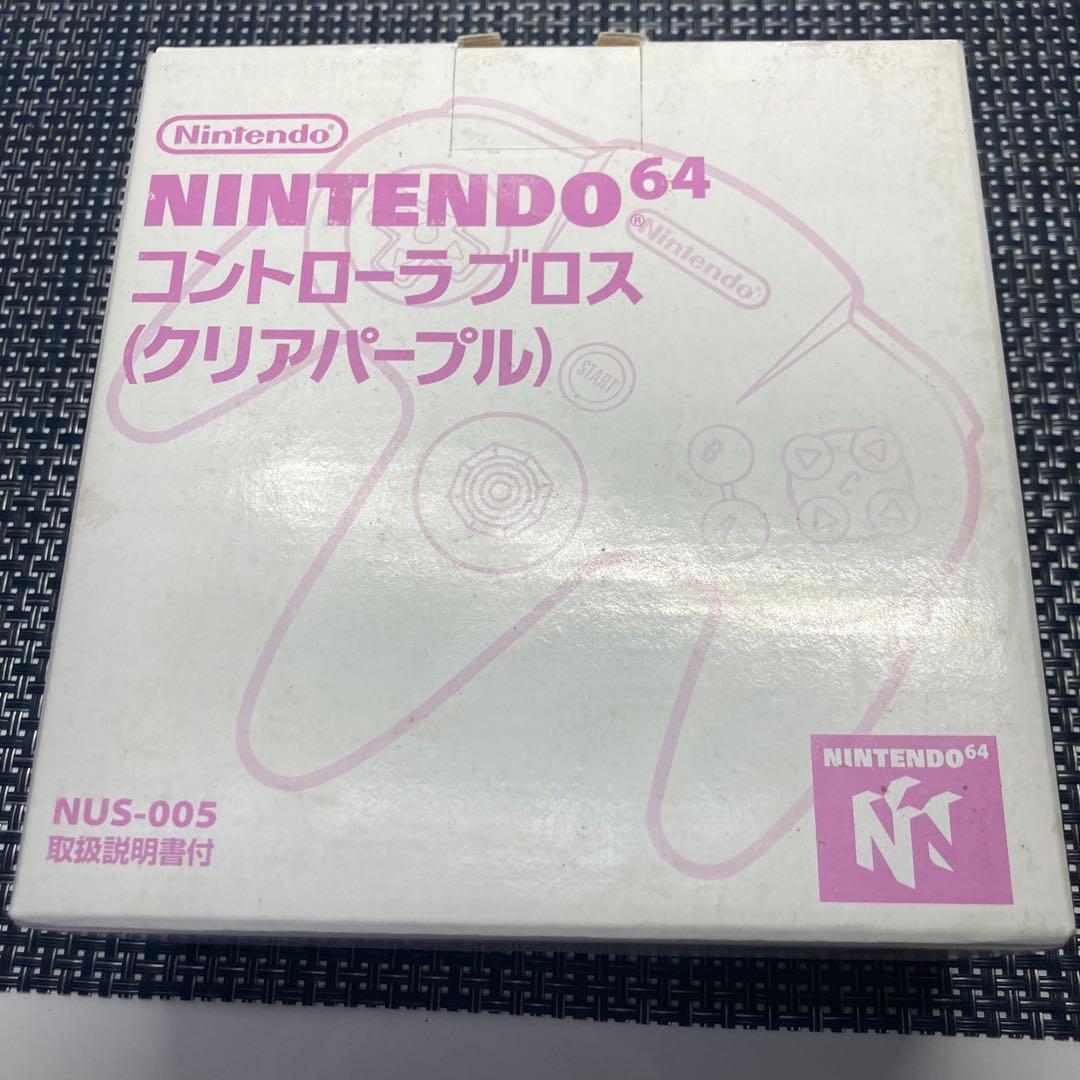 Nintendo®
NINTENDO64
コントローラ ブロス
(クリアパープル)
®Nintendo®
START
B
A
C
NUS-005
取扱説明書付
NINTENDO64